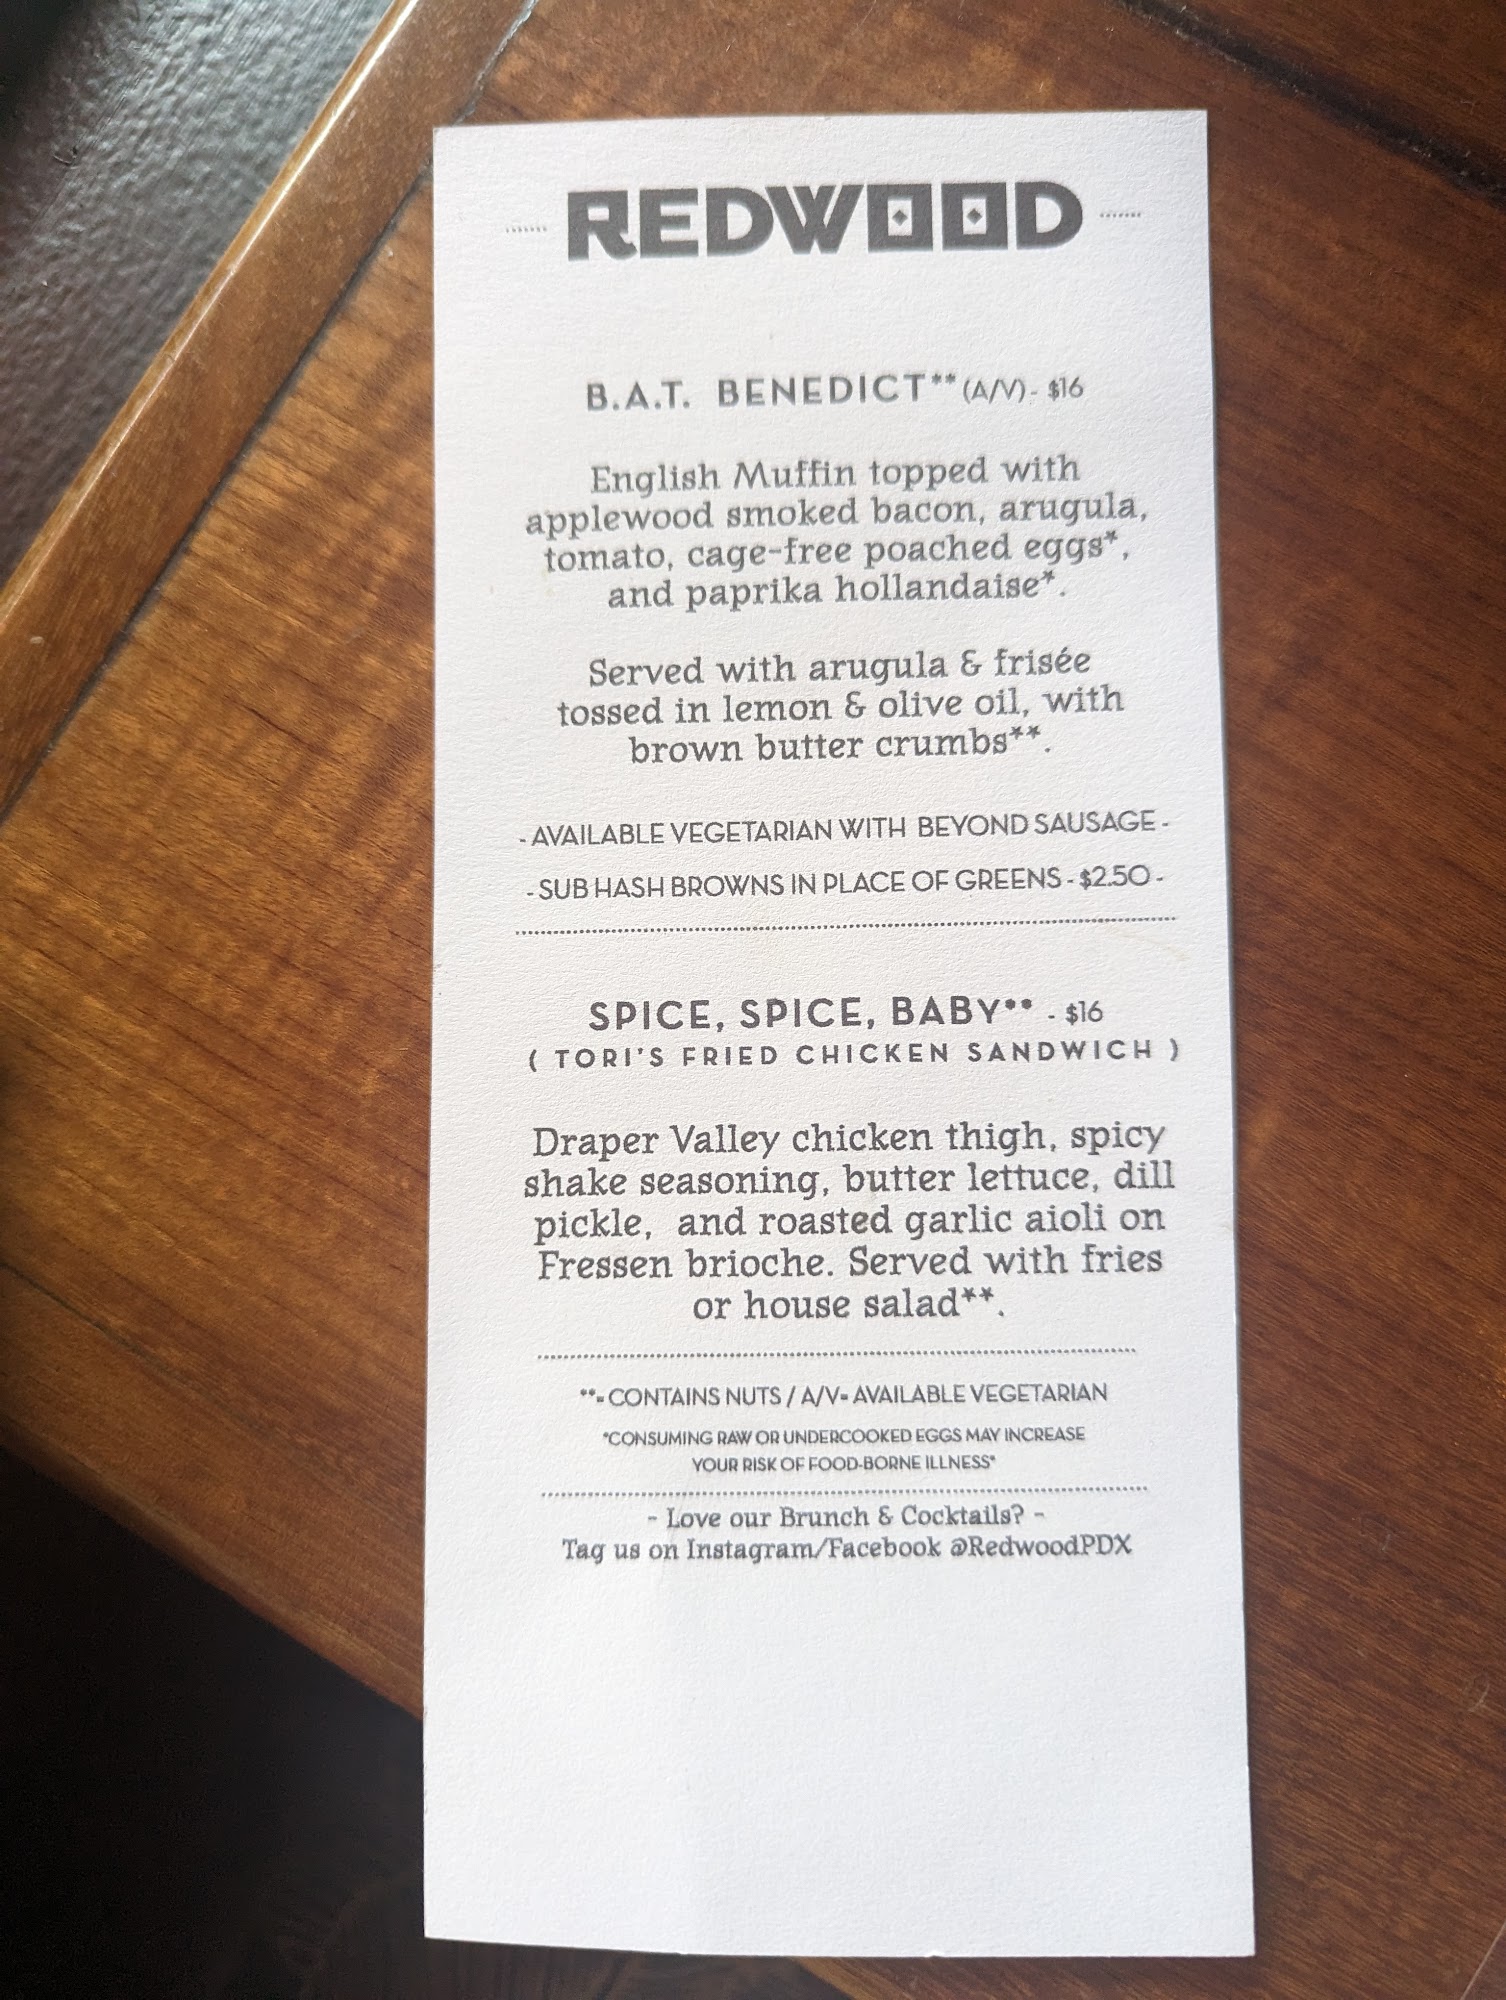 REDWOOD
B.A.T. BENEDICT** (A/V) - $16
English Muffin topped with
applewood smoked bacon, arugula,
tomato, cage-free poached eggs*,
and paprika hollandaise*.
Served with arugula & frisée
tossed in lemon & olive oil, with
brown butter crumbs**.
- AVAILABLE VEGETARIAN WITH BEYOND SAUSAGE -
- SUB HASH BROWNS IN PLACE OF GREENS - $2.50 -
SPICE, SPICE, BABY** - $16
( TORI'S FRIED CHICKEN SANDWICH )
Draper Valley chicken thigh, spicy
shake seasoning, butter lettuce, dill
pickle, and roasted garlic aioli on
Fressen brioche. Served with fries
or house salad**.
**= CONTAINS NUTS / A/V= AVAILABLE VEGETARIAN
*CONSUMING RAW OR UNDERCOOKED EGGS MAY INCREASE
YOUR RISK OF FOOD-BORNE ILLNESS*
- Love our Brunch & Cocktails? -
Tag us on Instagram/Facebook @RedwoodPDX